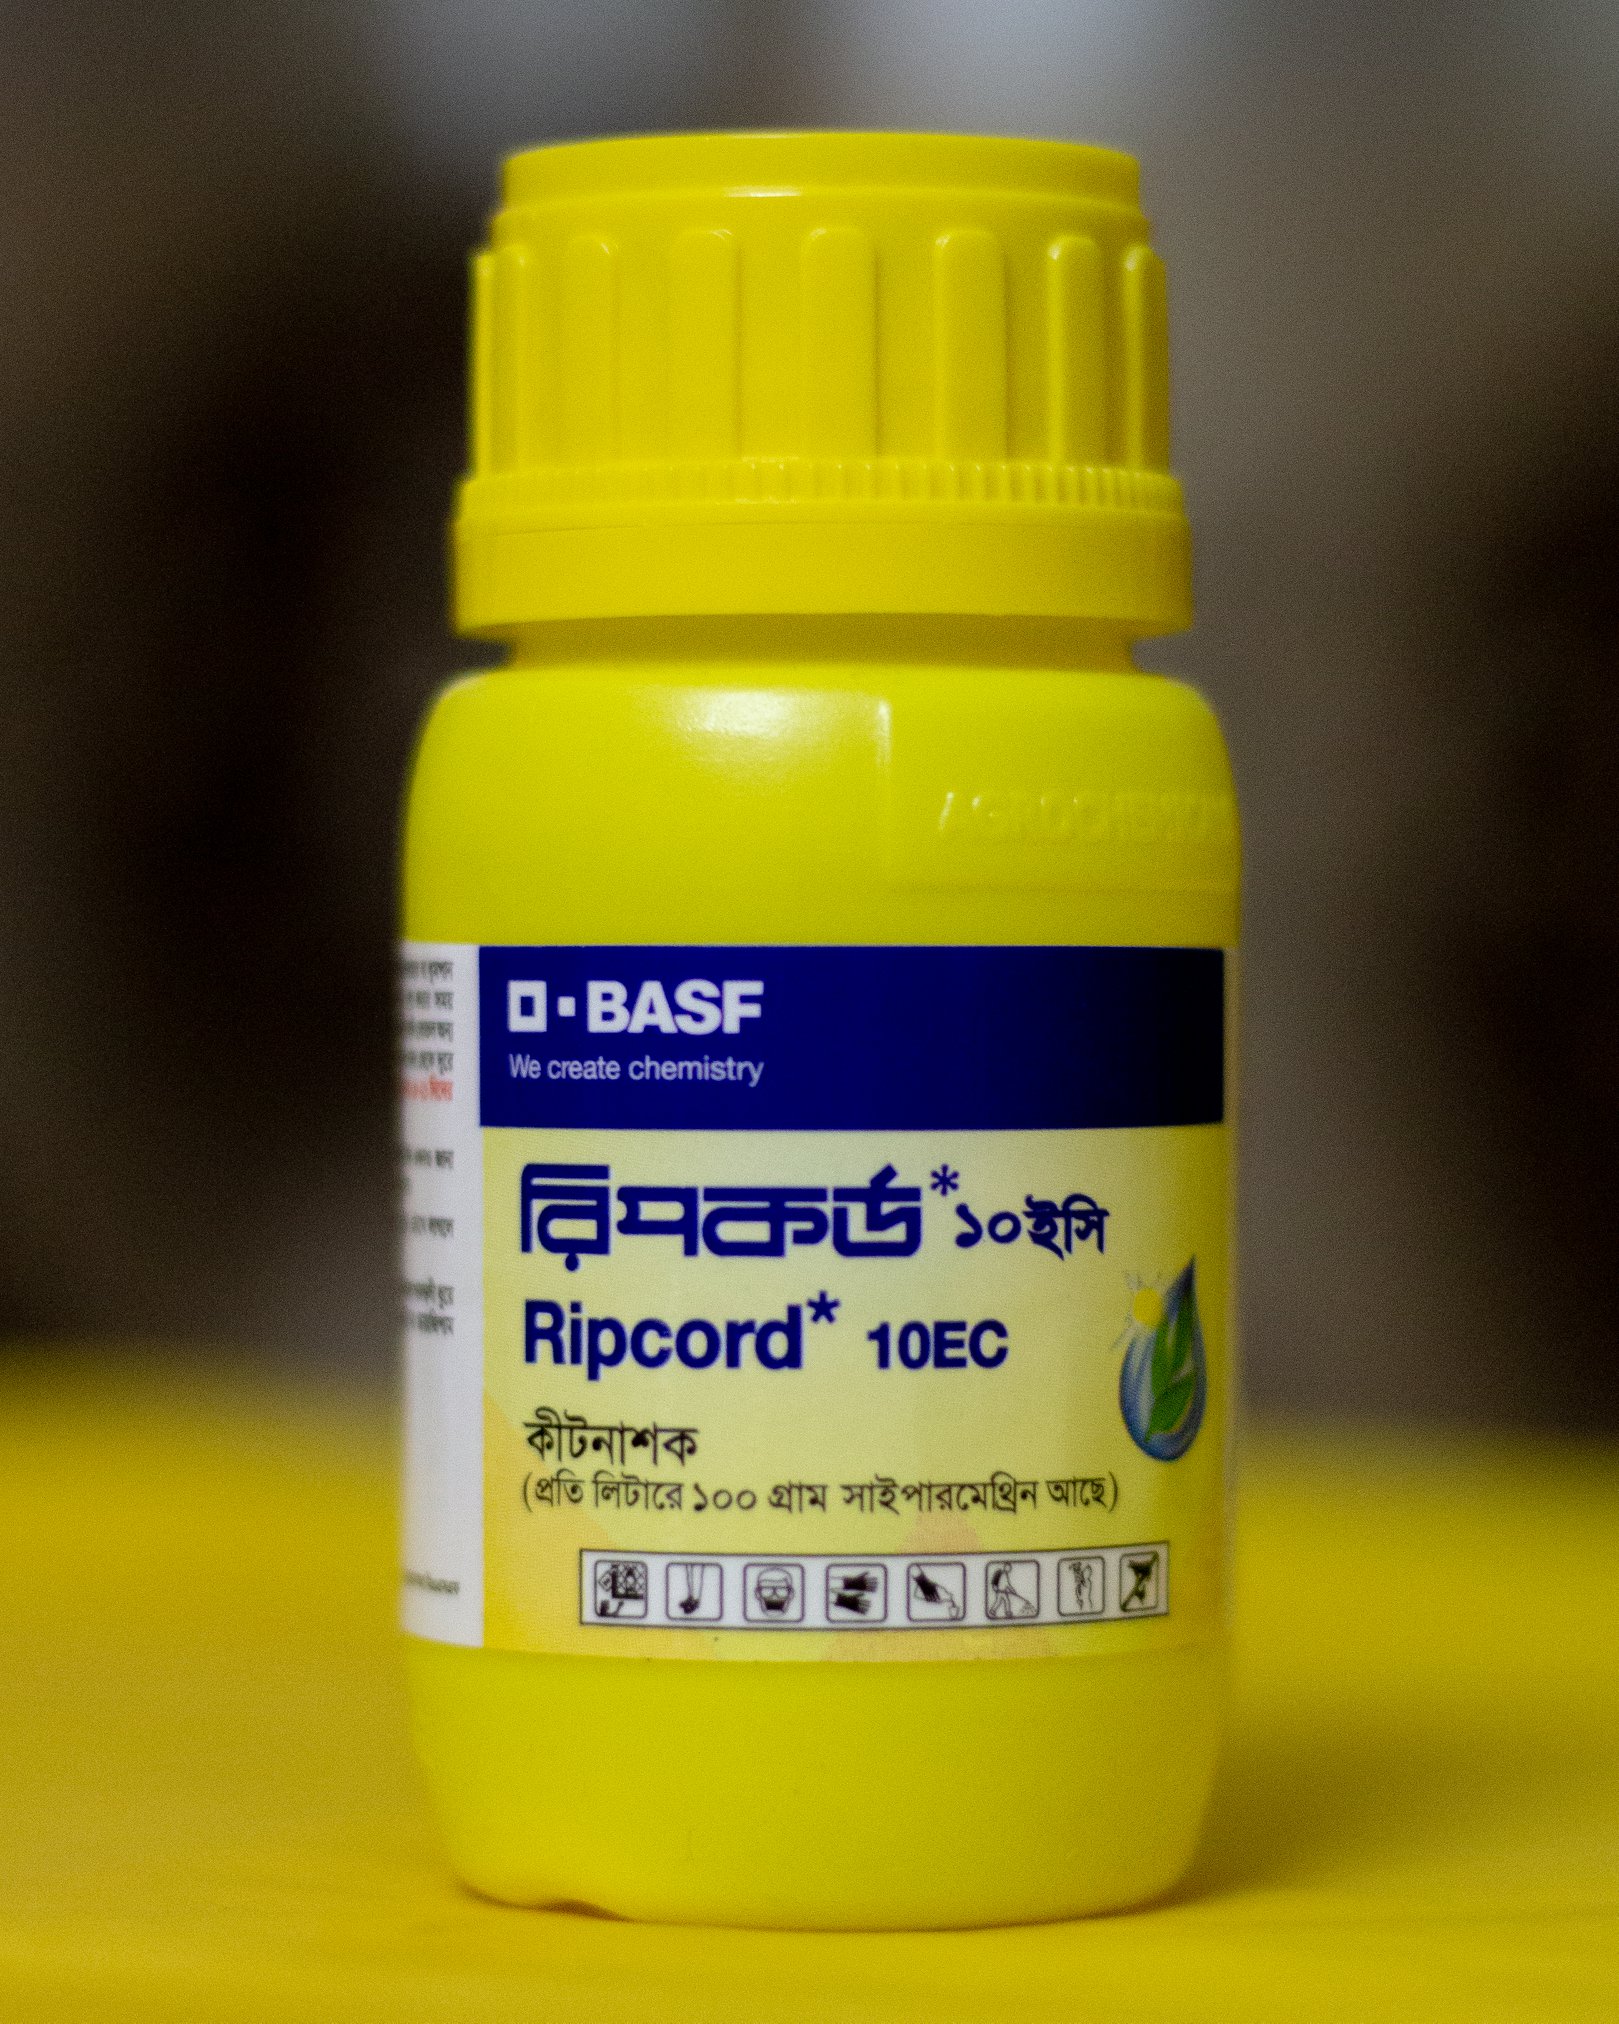 BASF
We create chemistry
রিপকর্ড* ১০ইসি
Ripcord* 10EC
কীটনাশক
(প্রতি লিটারে ১০০ গ্রাম সাইপারমেথ্রিন আছে)